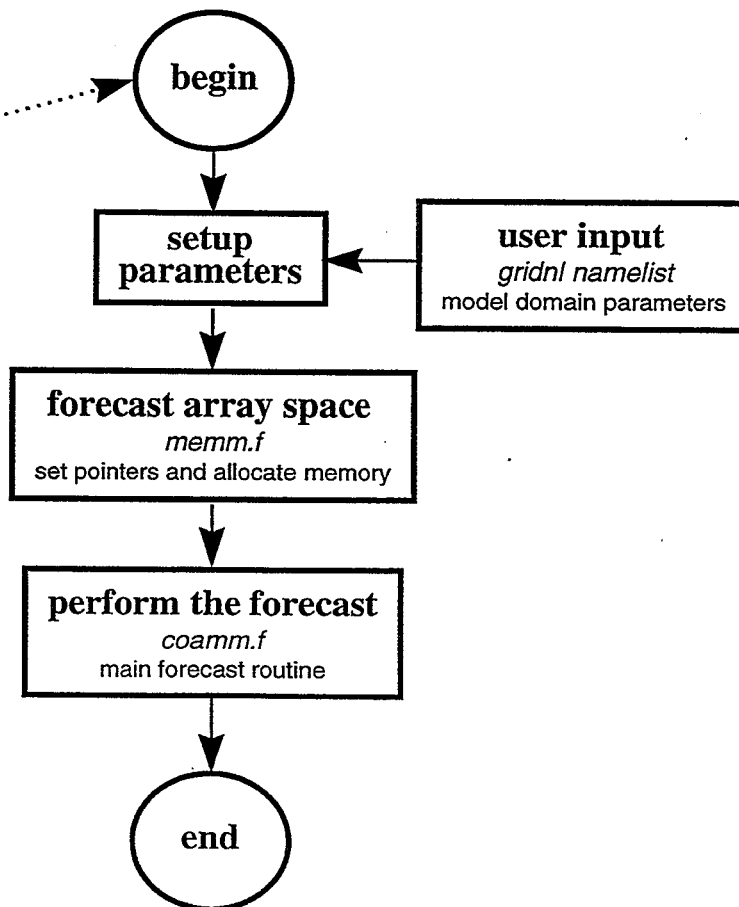 begin
setup
parameters
user input
gridnl namelist
model domain parameters
forecast array space
memm.f
set pointers and allocate memory
perform the forecast
coamm.f
main forecast routine
end